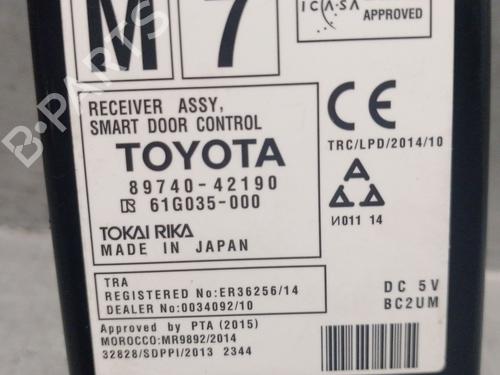 M 7
ICASA
APPROVED
RECEIVER ASSY,
SMART DOOR CONTROL
TOYOTA
89740-42190
61G035-000
TOKAI RIKA
MADE IN JAPAN
CE
TRC/LPD/2014/10
И011 14
TRA
REGISTERED No:ER36256/14
DEALER No:0034092/10
DC 5V
BC2UM
Approved by PTA (2015)
MOROCCO:MR9892/2014
32828/SDPPI/2013 2344
B-PARTS